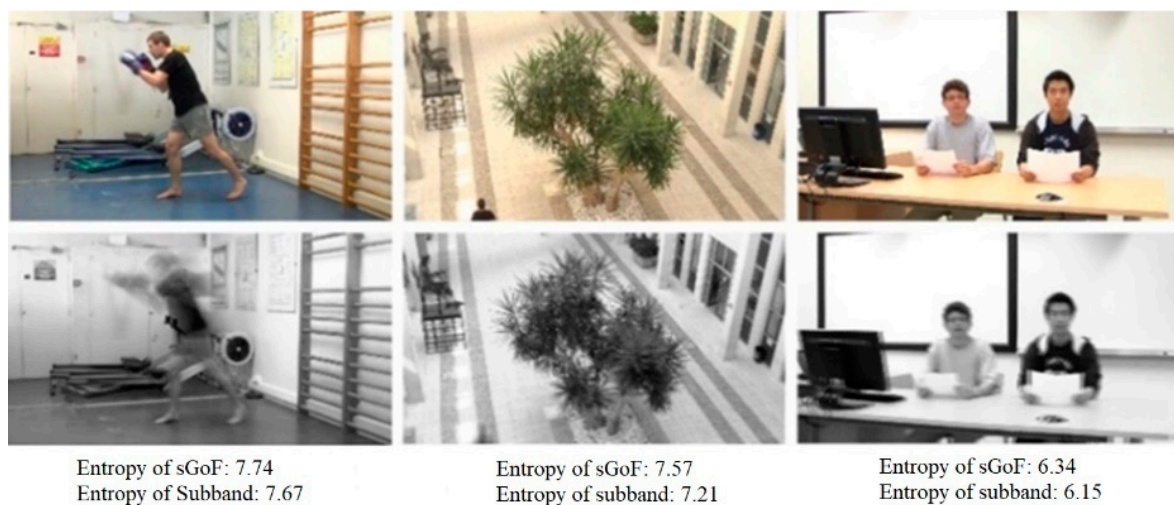 Entropy of sGoF: 7.74
Entropy of Subband: 7.67
Entropy of sGoF: 7.57
Entropy of subband: 7.21
Entropy of sGoF: 6.34
Entropy of subband: 6.15